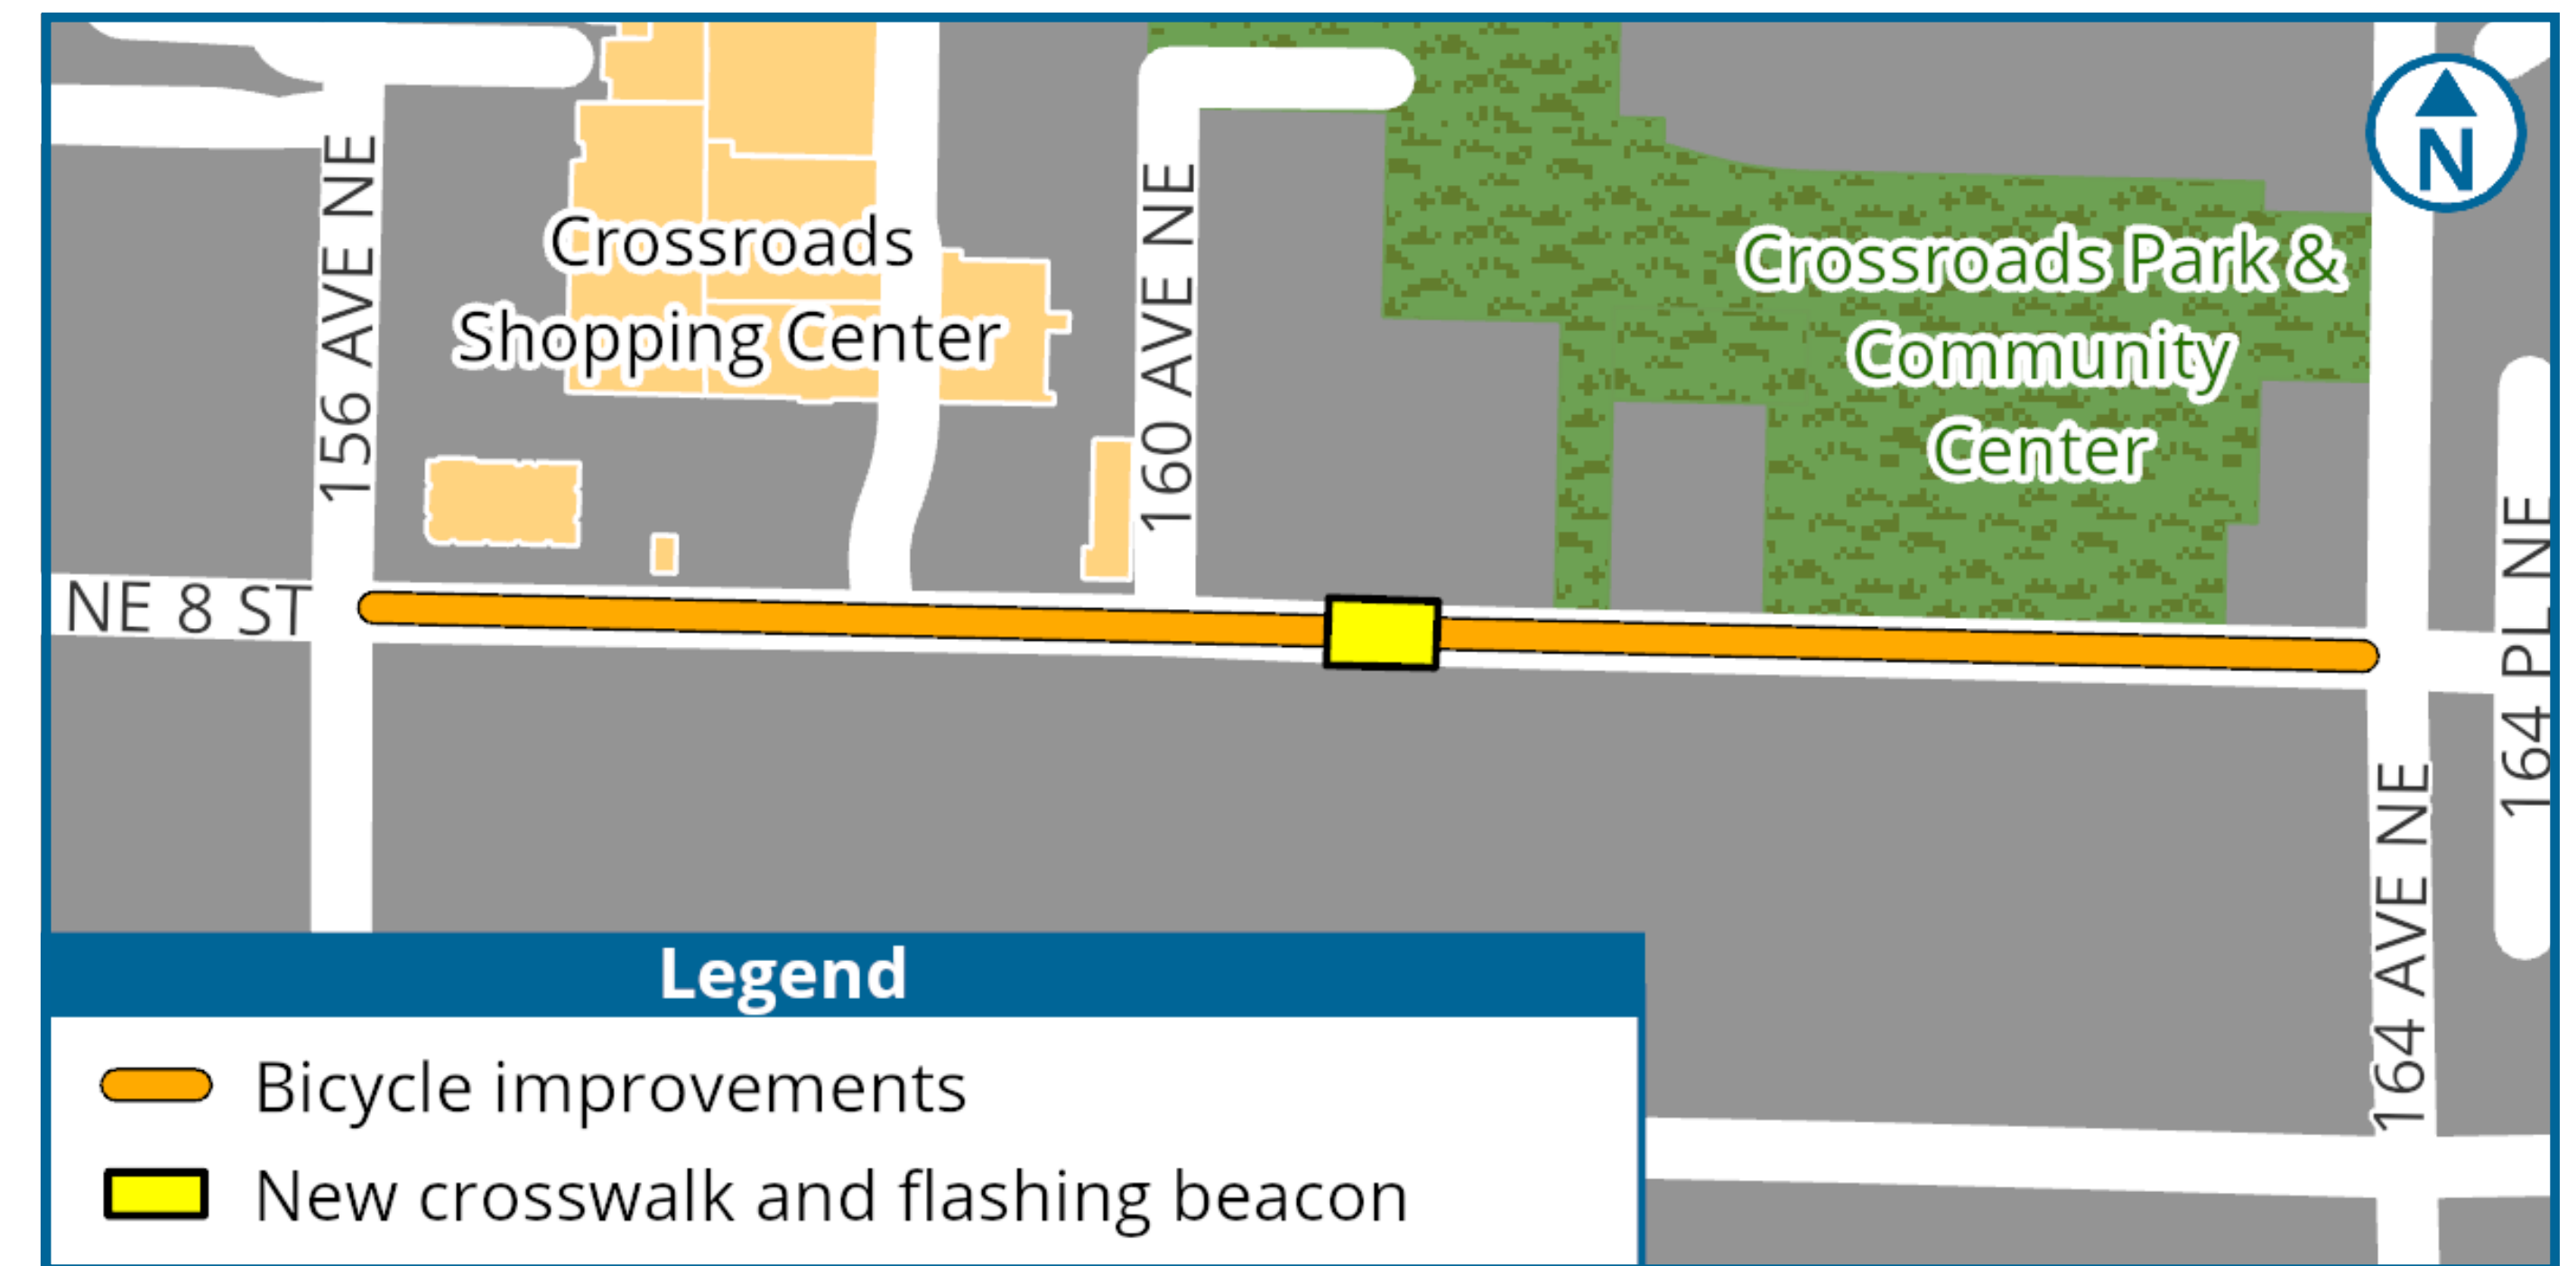 N
156 AVE NE
Crossroads
Shopping Center
160 AVE NE
Crossroads Park &
Community
Center
NE 8 ST
164 PL NE
164 AVE NE
Legend
Bicycle improvements
New crosswalk and flashing beacon